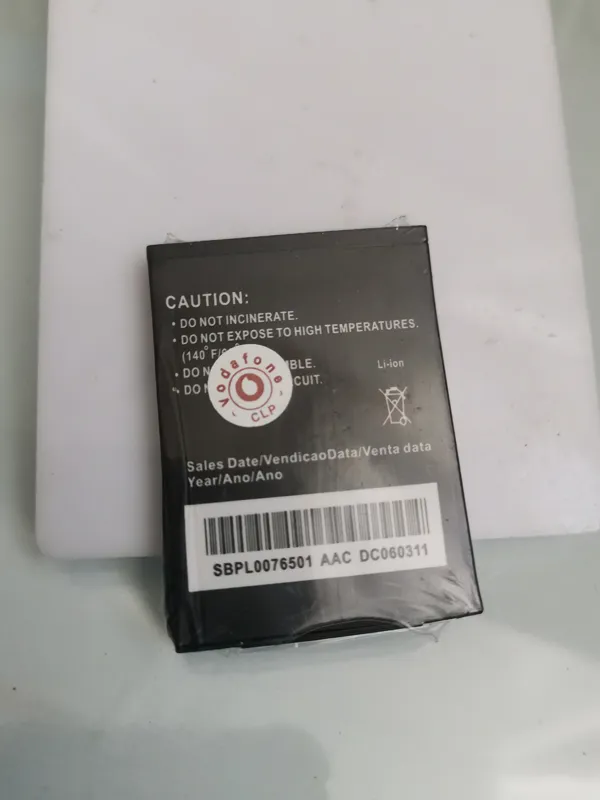 CAUTION:
• DO NOT INCINERATE.
• DO NOT EXPOSE TO HIGH TEMPERATURES.
(140°F/
• DO
• DO CUIT.
Li-ion
vodafone
CLP
Sales Date/VendicaoData/Venta data
Year/Ano/Ano
SBPL0076501 AAC DC060311